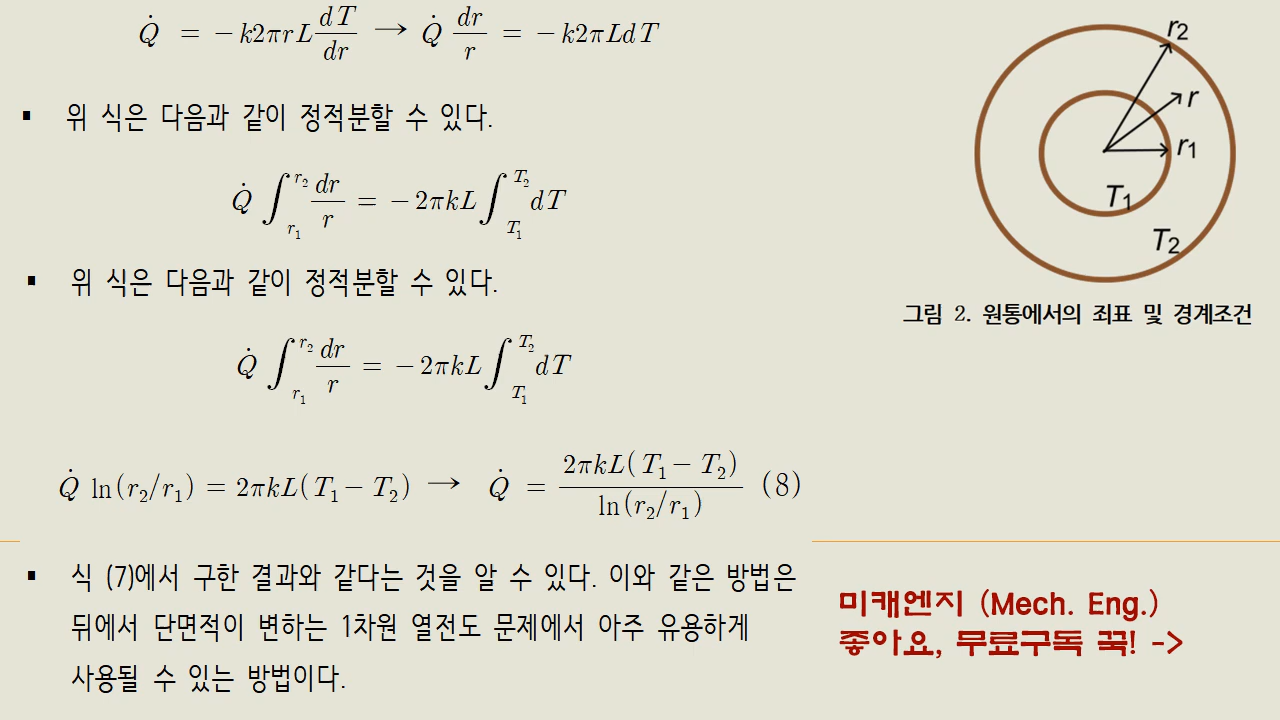 Q̇ = −k2πrL dT/dr → Q̇ dr/r = −k2πLdT
▪ 위 식은 다음과 같이 정적분할 수 있다.
Q̇ ∫_{r₁}^{r₂} dr/r = −2πkL ∫_{T₁}^{T₂} dT
▪ 위 식은 다음과 같이 정적분할 수 있다.
Q̇ ∫_{r₁}^{r₂} dr/r = −2πkL ∫_{T₁}^{T₂} dT
Q̇ ln(r₂/r₁) = 2πkL(T₁ − T₂) → Q̇ = 2πkL(T₁ − T₂)/ln(r₂/r₁) (8)
▪ 식 (7)에서 구한 결과와 같다는 것을 알 수 있다. 이와 같은 방법은
뒤에서 단면적이 변하는 1차원 열전도 문제에서 아주 유용하게
사용될 수 있는 방법이다.
r2
r
r1
T1
T2
그림 2. 원통에서의 죄표 및 경계조건
미캐엔지 (Mech. Eng.)
좋아요, 무료구독 꾹! ->